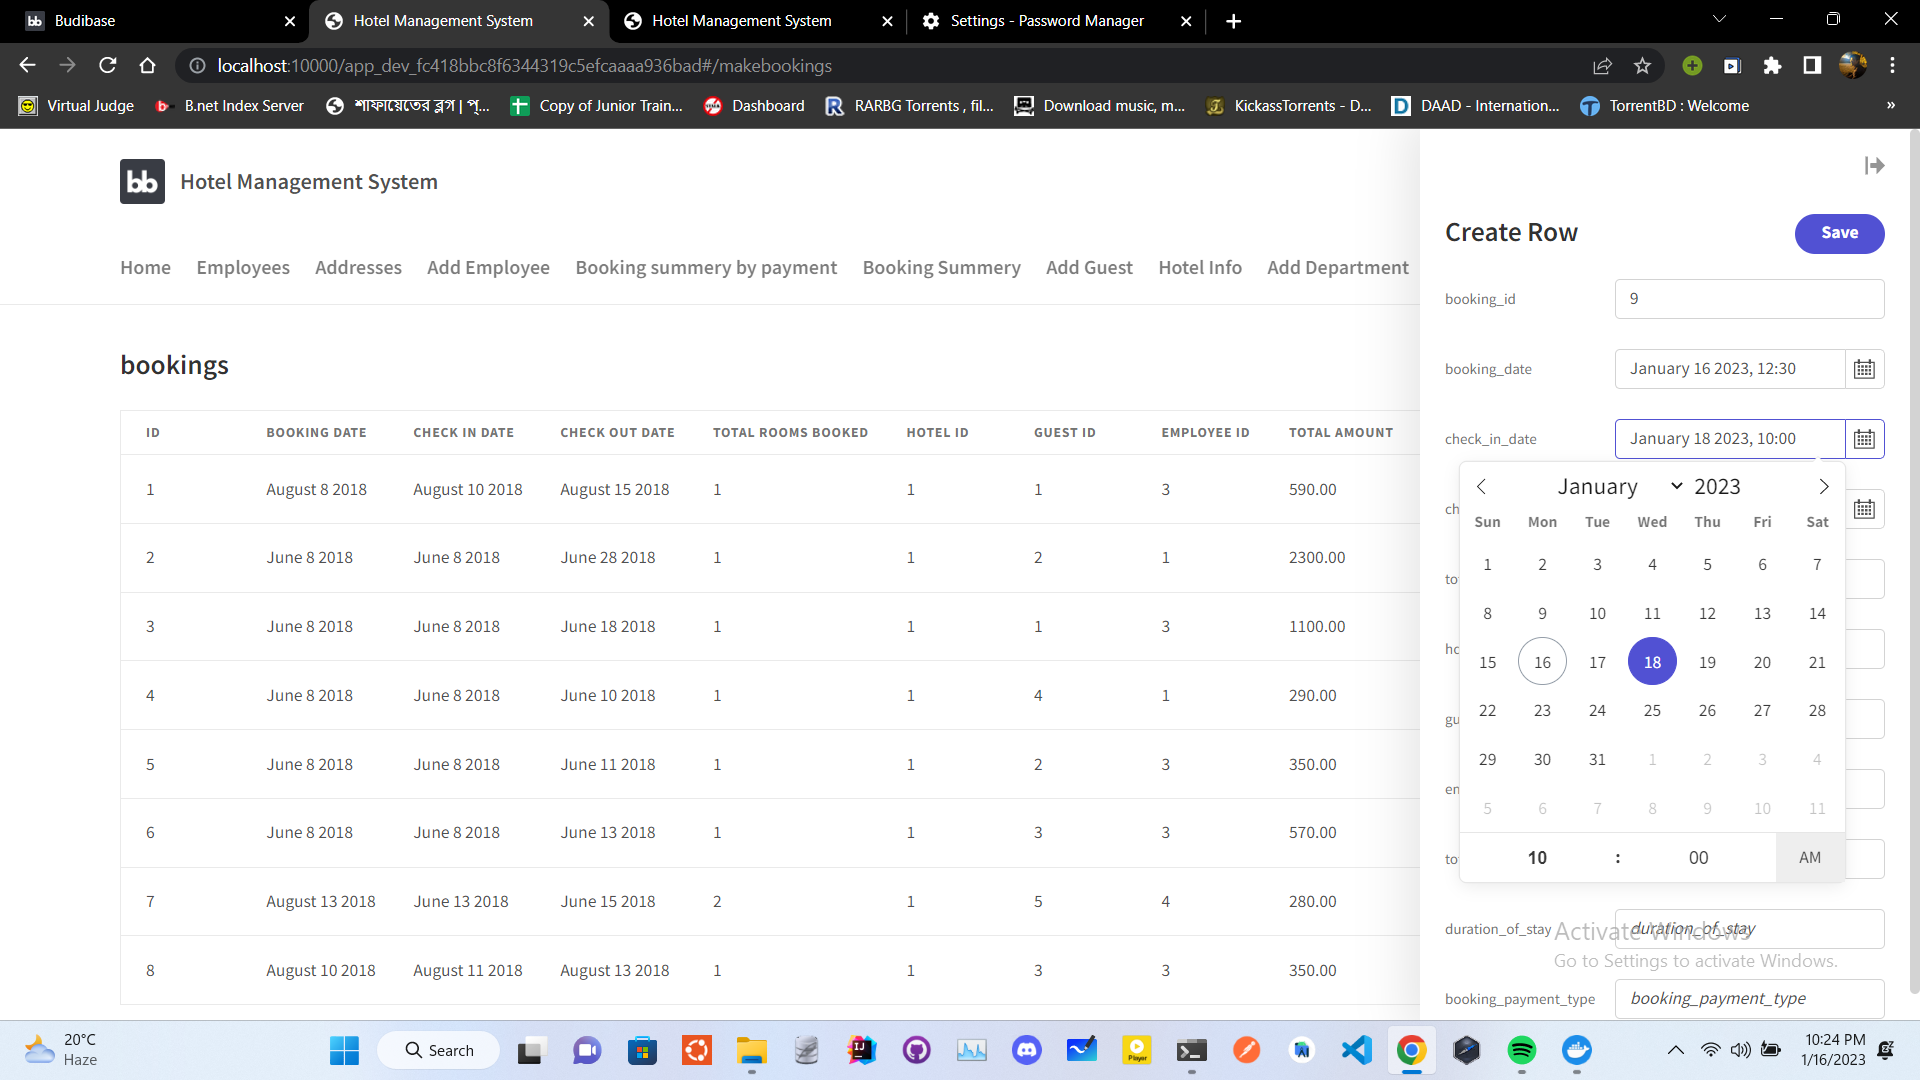 bb Budibase
Hotel Management System
Hotel Management System
Settings - Password Manager
localhost:10000/app_dev_fc418bbc8f6344319c5efcaaaa936bad#/makebookings
Virtual Judge
B.net Index Server
শাফায়েতের ব্লগ | প্...
Copy of Junior Train...
Dashboard
RARBG Torrents , fil...
Download music, m...
KickassTorrents - D...
DAAD - Internation...
TorrentBD : Welcome
»
bb Hotel Management System
Home Employees Addresses Add Employee Booking summery by payment Booking Summery Add Guest Hotel Info Add Department
bookings
ID BOOKING DATE CHECK IN DATE CHECK OUT DATE TOTAL ROOMS BOOKED HOTEL ID GUEST ID EMPLOYEE ID TOTAL AMOUNT
1 August 8 2018 August 10 2018 August 15 2018 1 1 1 3 590.00
2 June 8 2018 June 8 2018 June 28 2018 1 1 2 1 2300.00
3 June 8 2018 June 8 2018 June 18 2018 1 1 1 3 1100.00
4 June 8 2018 June 8 2018 June 10 2018 1 1 4 1 290.00
5 June 8 2018 June 8 2018 June 11 2018 1 1 2 3 350.00
6 June 8 2018 June 8 2018 June 13 2018 1 1 3 3 570.00
7 August 13 2018 June 13 2018 June 15 2018 2 1 5 4 280.00
8 August 10 2018 August 11 2018 August 13 2018 1 1 3 3 350.00
Create Row Save
booking_id 9
booking_date January 16 2023, 12:30
check_in_date January 18 2023, 10:00
ch
to
ho
gu
en
to
January 2023
Sun Mon Tue Wed Thu Fri Sat
1 2 3 4 5 6 7
8 9 10 11 12 13 14
15 16 17 18 19 20 21
22 23 24 25 26 27 28
29 30 31 1 2 3 4
5 6 7 8 9 10 11
10 : 00 AM
duration_of_stay duration_of_stay
Activate Windows
Go to Settings to activate Windows.
booking_payment_type booking_payment_type
20°C
Haze
Search
Player
10:24 PM
1/16/2023